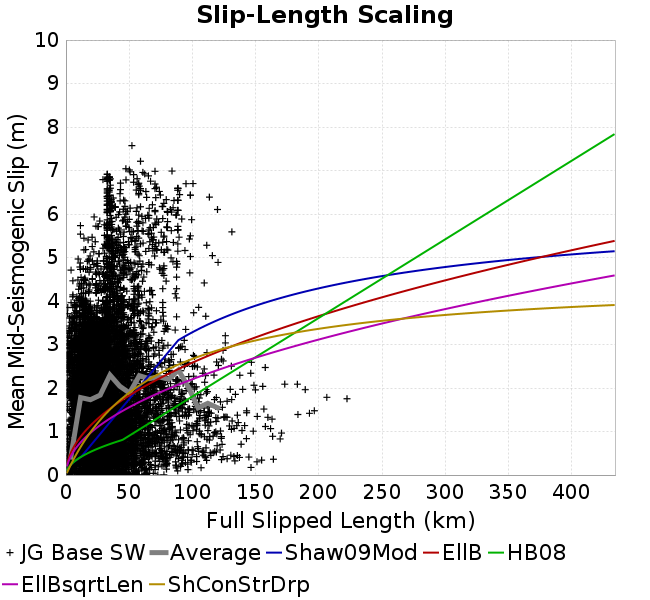 Slip-Length Scaling
10
9
8
7
6
5
4
3
2
1
0
Mean Mid-Seismogenic Slip (m)
0 50 100 150 200 250 300 350 400
Full Slipped Length (km)
JG Base SW Average Shaw09Mod EllB HB08
EllBsqrtLen ShConStrDrp